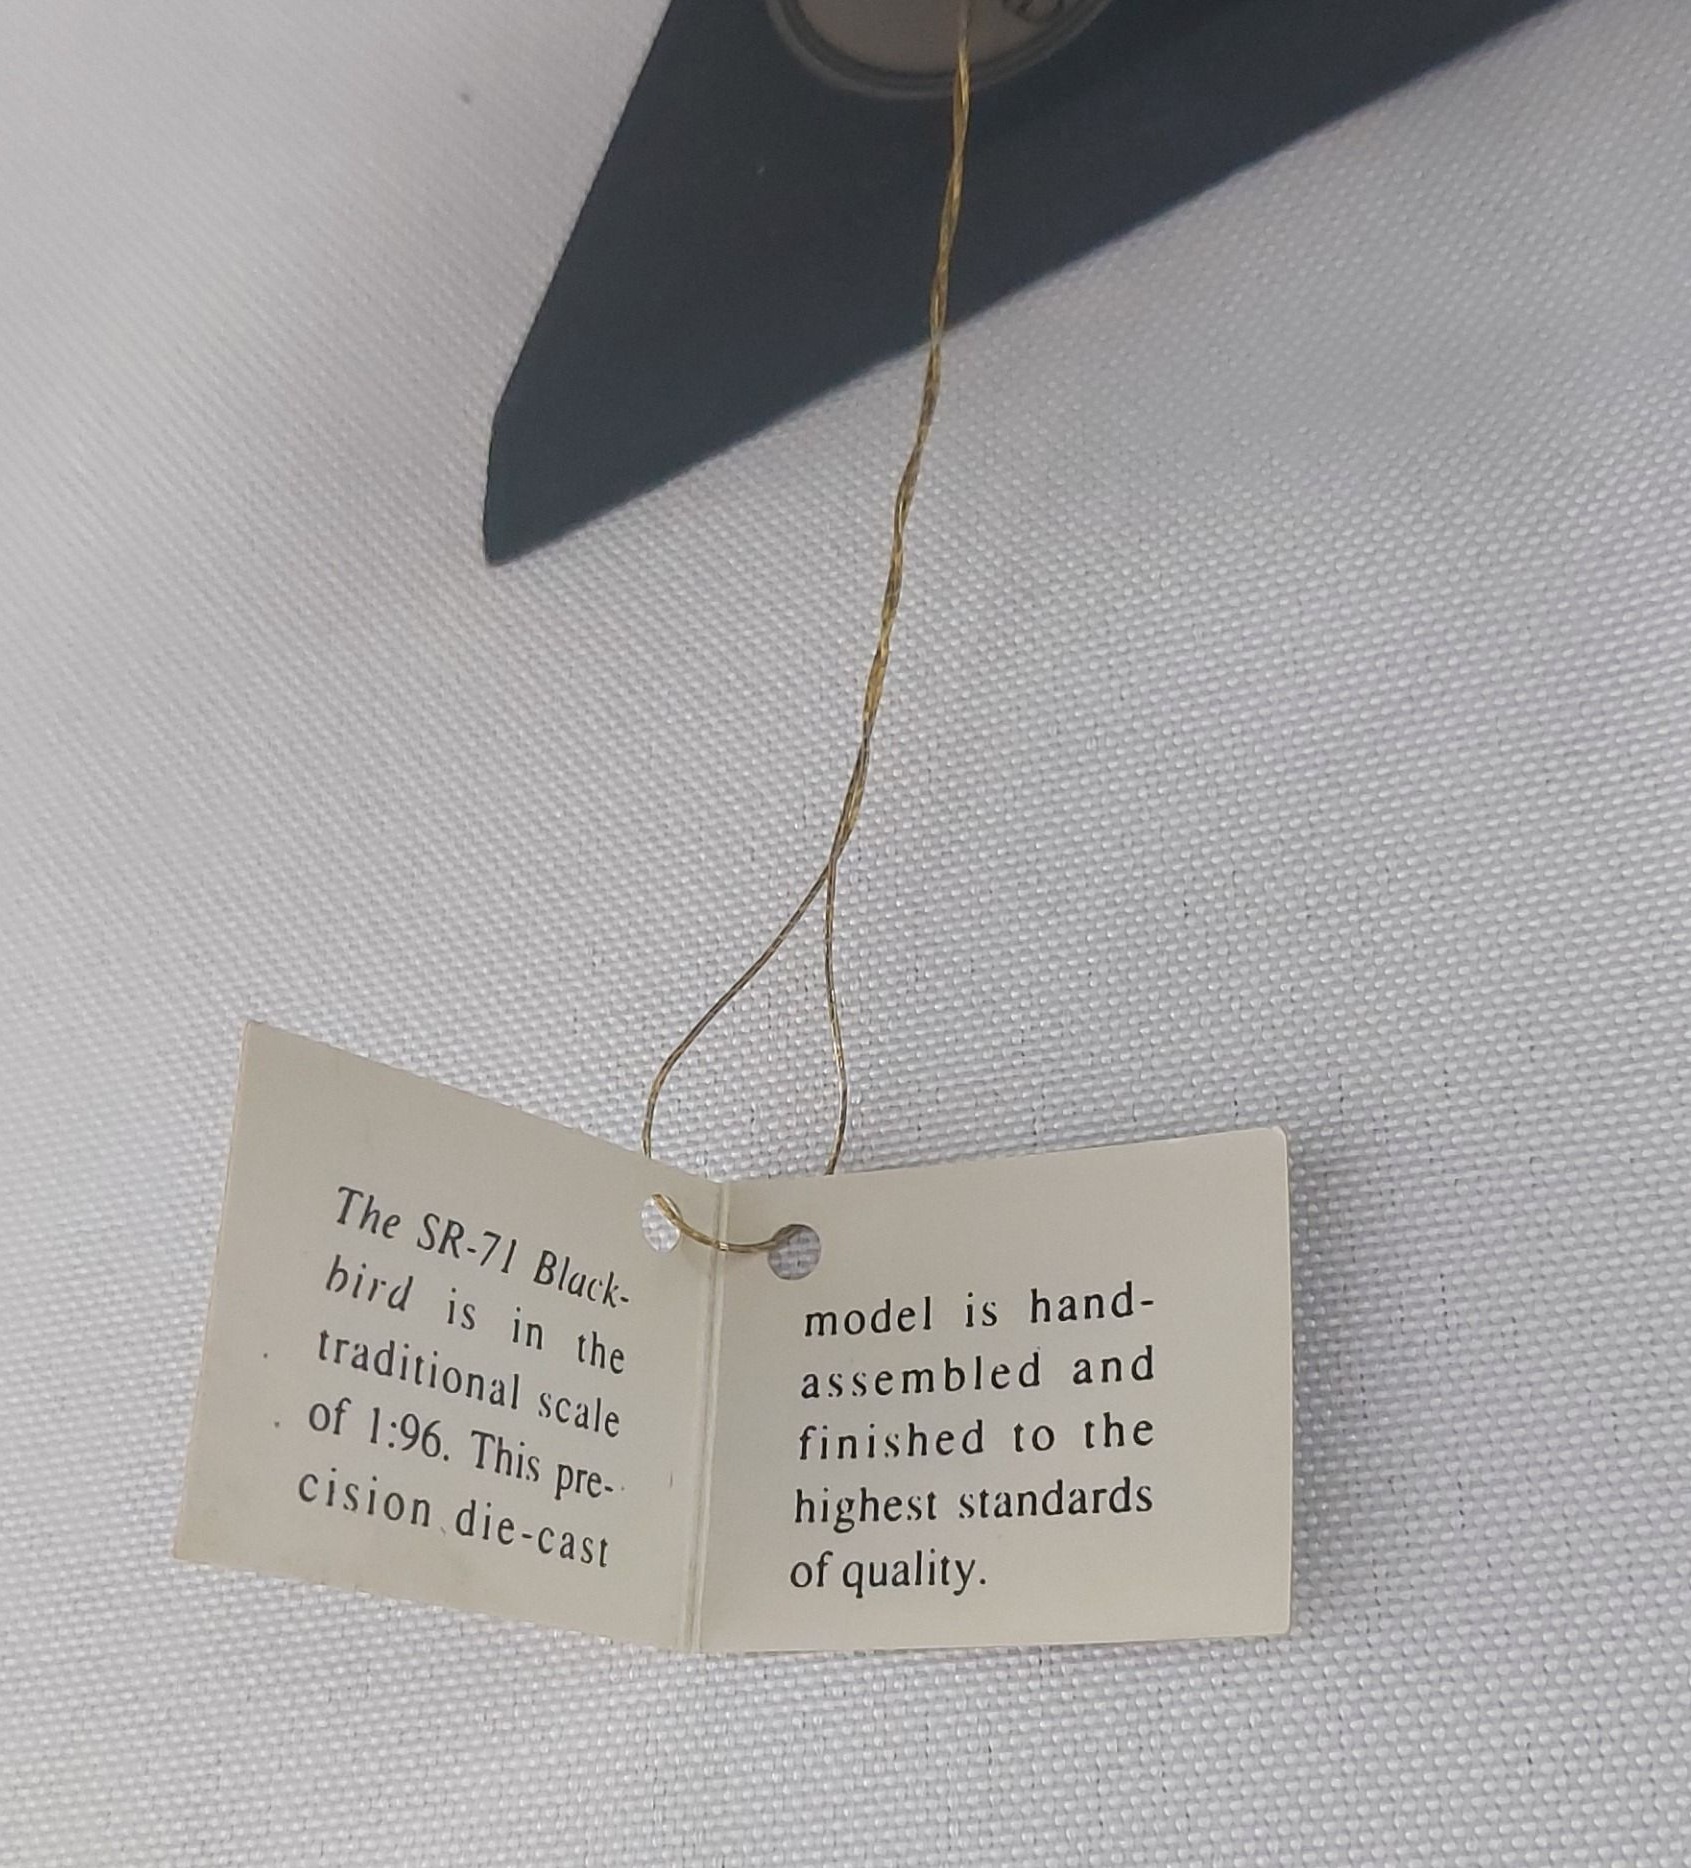 The SR-71 Black-
bird is in the
traditional scale
of 1:96. This pre-
cision die-cast
model is hand-
assembled and
finished to the
highest standards
of quality.